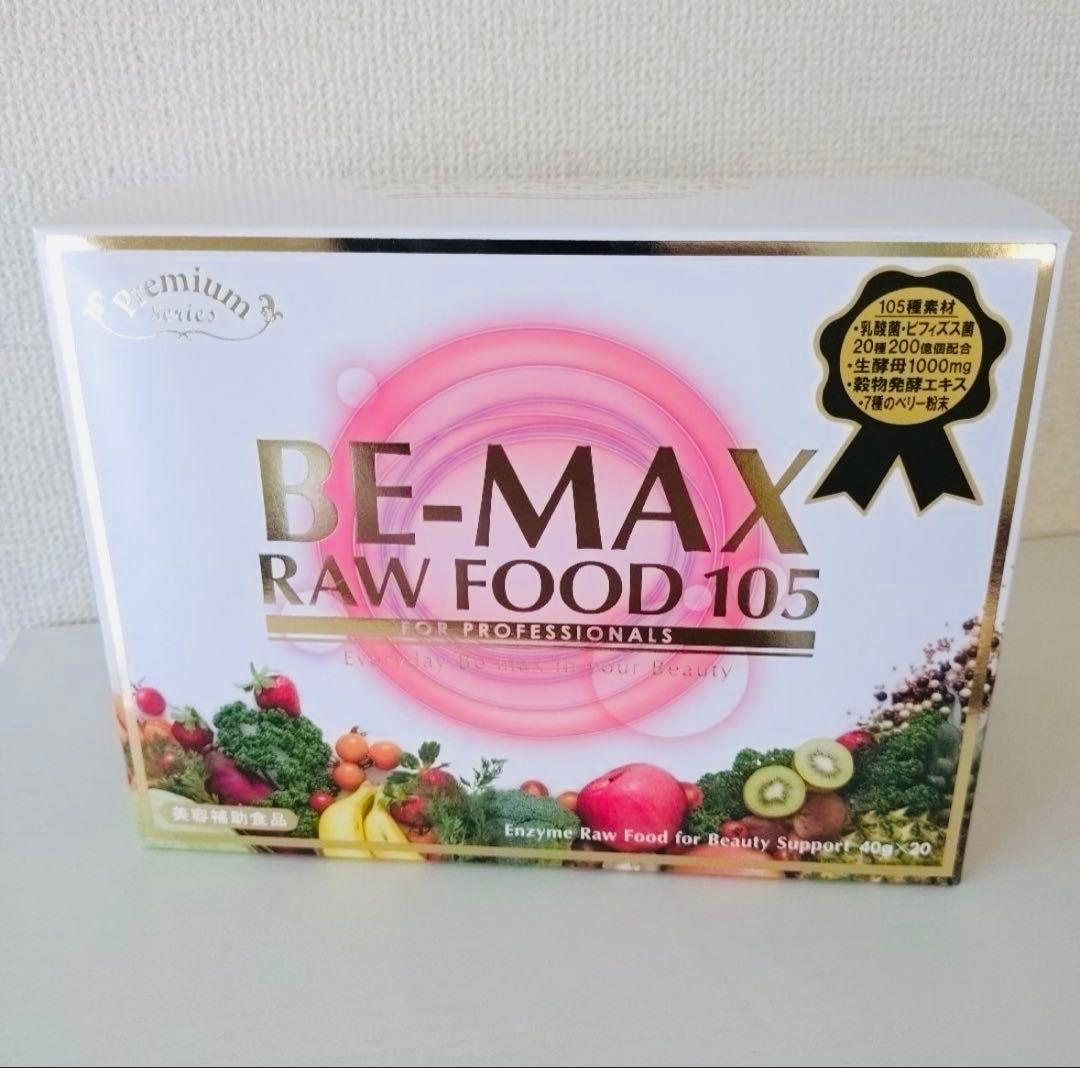 Premium
Series
105種素材
・乳酸菌・ビフィズス菌
20種200億個配合
・生酵母1000mg
・穀物発酵エキス
・7種のベリー粉末
BE-MAX
RAW FOOD 105
FOR PROFESSIONALS
Everyday Be max in your Beauty
美容補助食品
Enzyme Raw Food for Beauty Support 40g×20